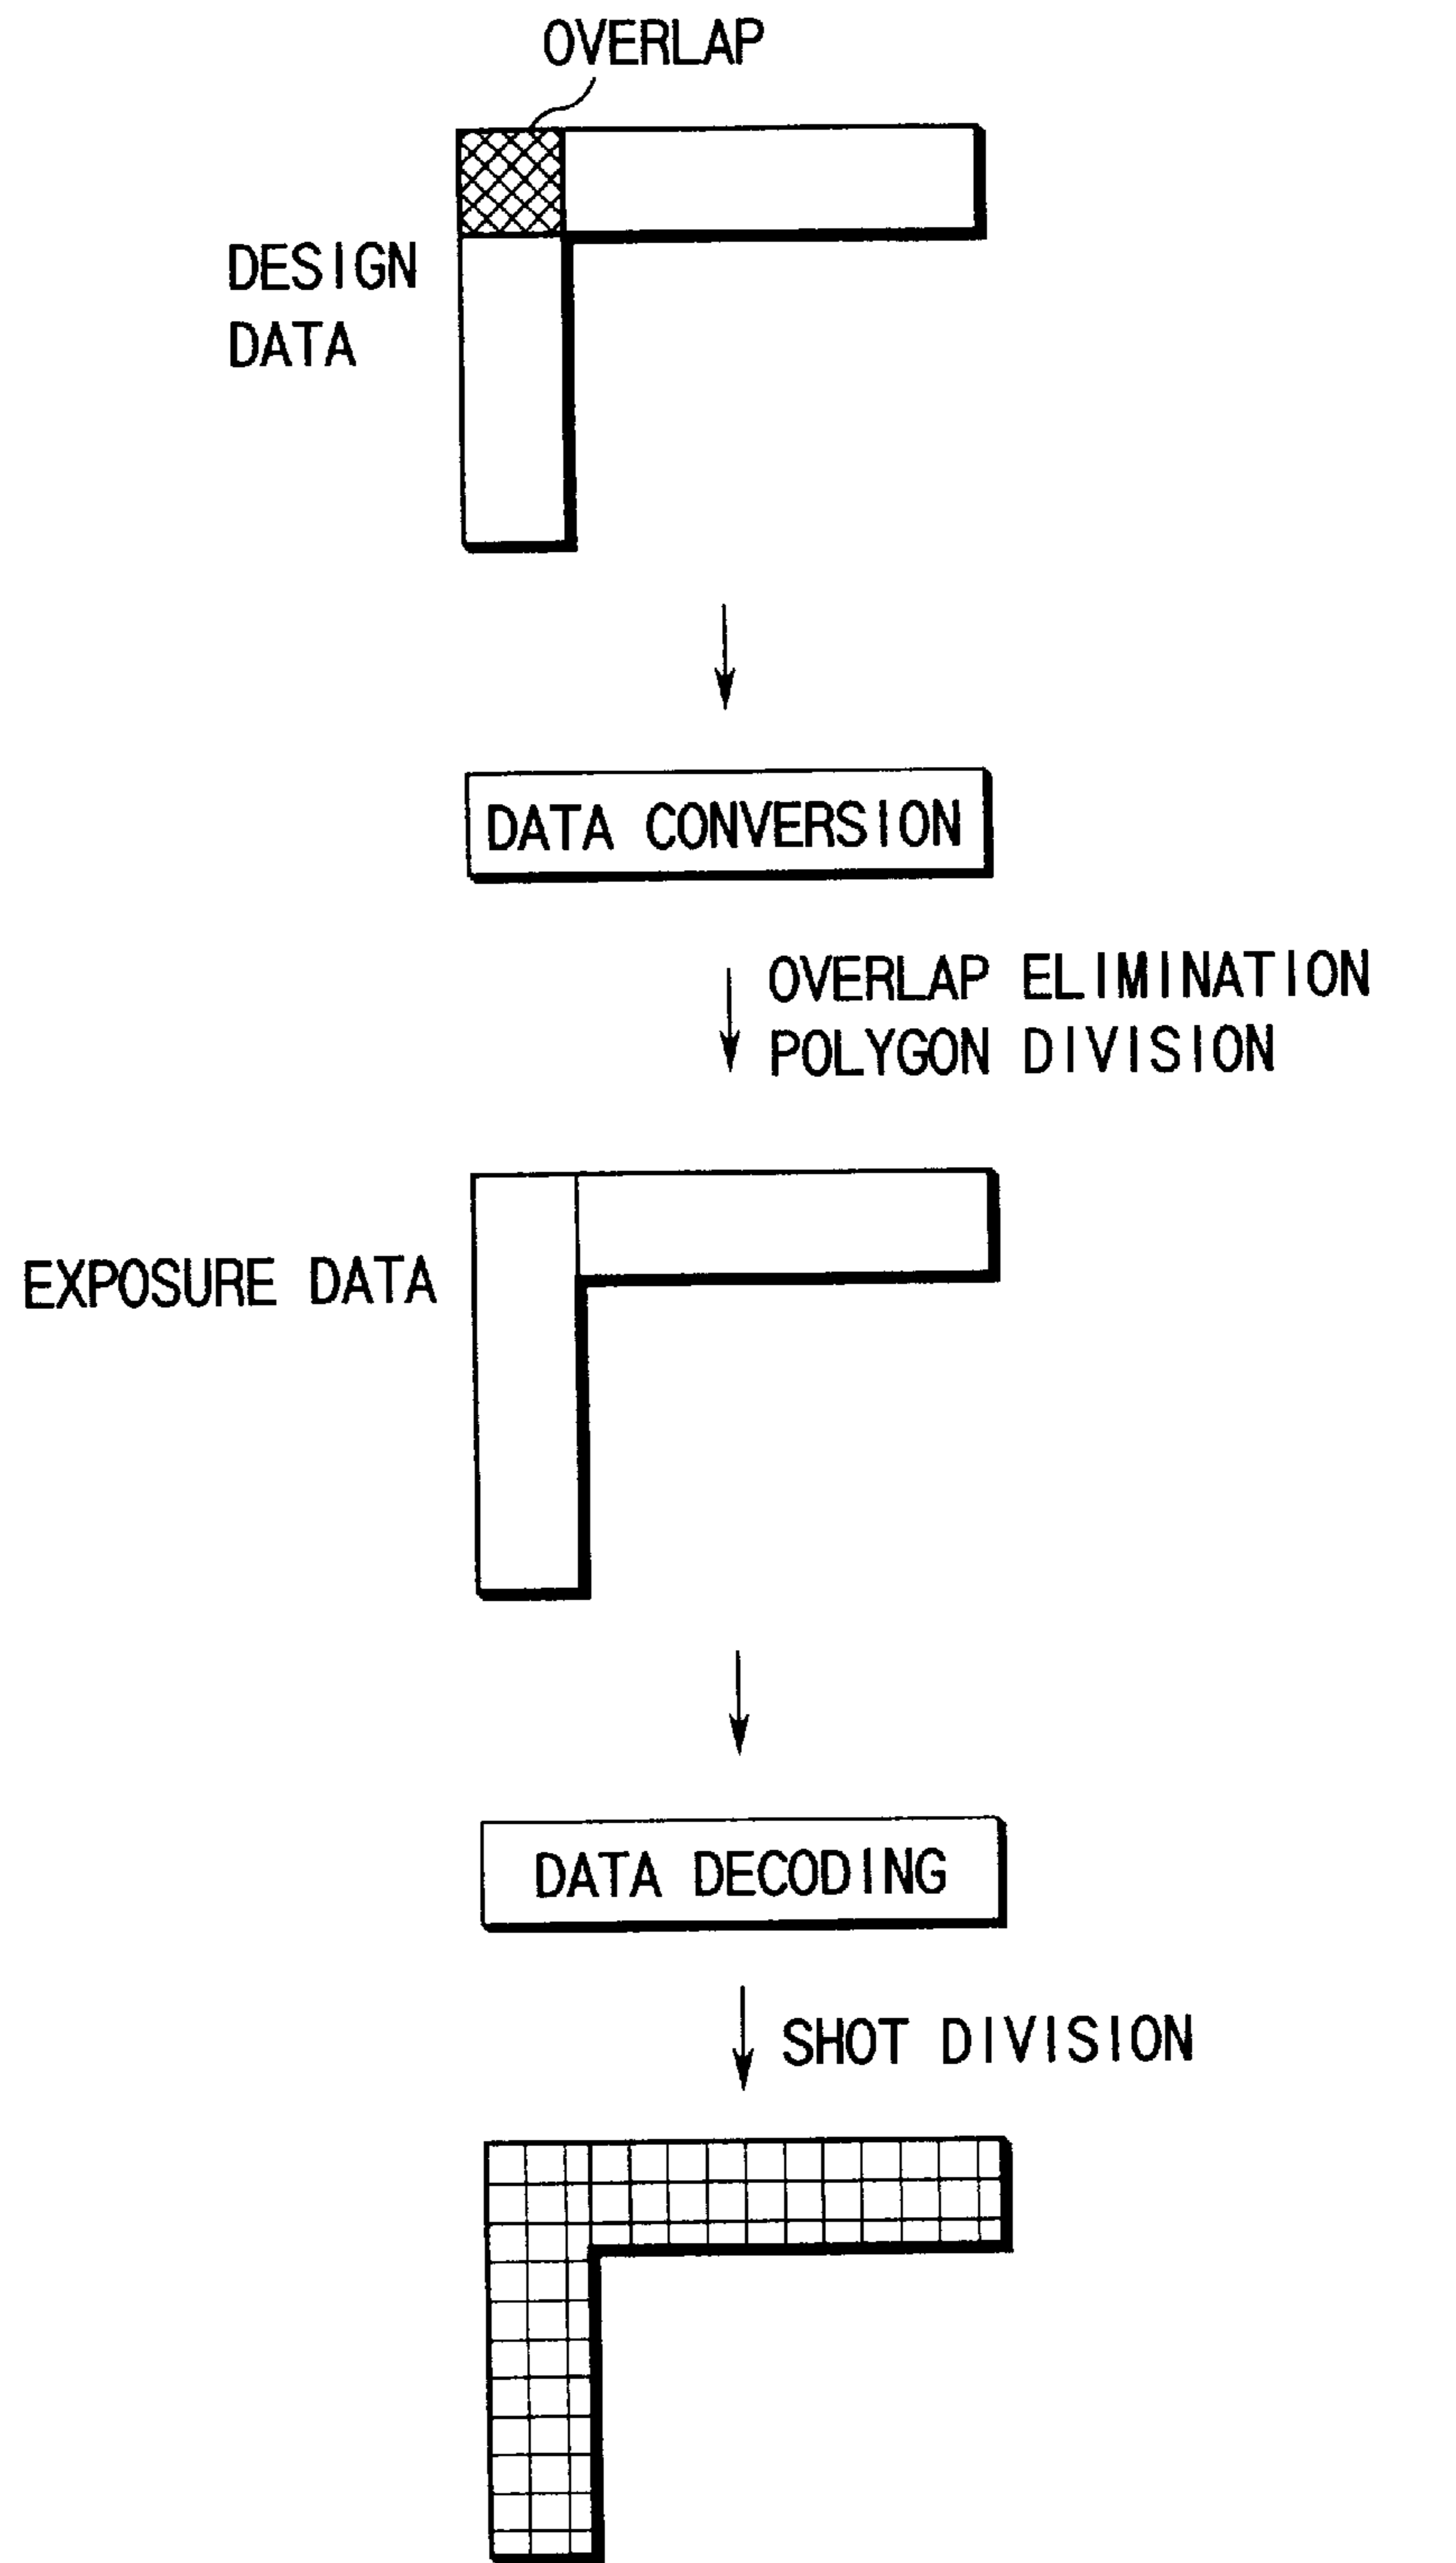 OVERLAP
DESIGN
DATA
DATA CONVERSION
OVERLAP ELIMINATION
POLYGON DIVISION
EXPOSURE DATA
DATA DECODING
SHOT DIVISION